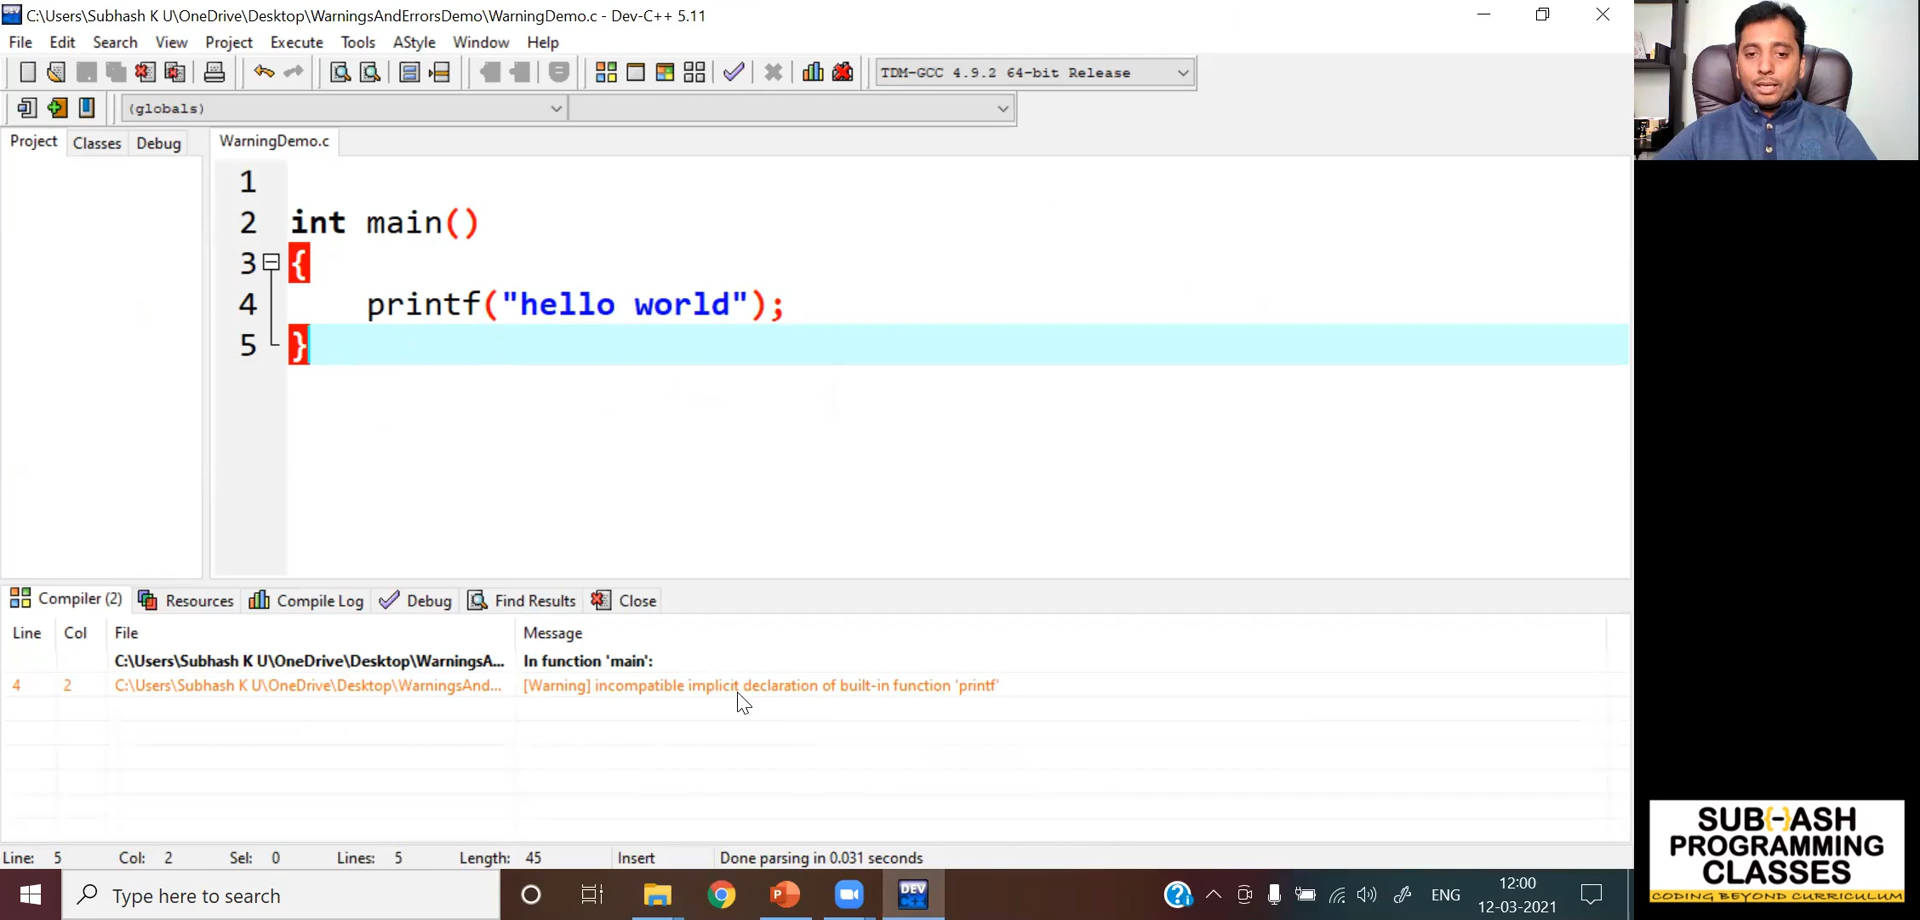 C:\Users\Subhash K U\OneDrive\Desktop\WarningsAndErrorsDemo\WarningDemo.c - Dev-C++ 5.11
File Edit Search View Project Execute Tools AStyle Window Help
TDM-GCC 4.9.2 64-bit Release
(globals)
Project Classes Debug WarningDemo.c
1
2 int main()
3 {
4 printf("hello world");
5 }
Compiler (2) Resources Compile Log Debug Find Results Close
Line Col File Message
C:\Users\Subhash K U\OneDrive\Desktop\WarningsA... In function 'main':
4 2 C:\Users\Subhash K U\OneDrive\Desktop\WarningsAnd... [Warning] incompatible implicit declaration of built-in function 'printf'
Line: 5 Col: 2 Sel: 0 Lines: 5 Length: 45 Insert Done parsing in 0.031 seconds
Type here to search
DEV
ENG
12:00
12-03-2021
SUBHASH
PROGRAMMING
CLASSES
CODING BEYOND CURRICULUM